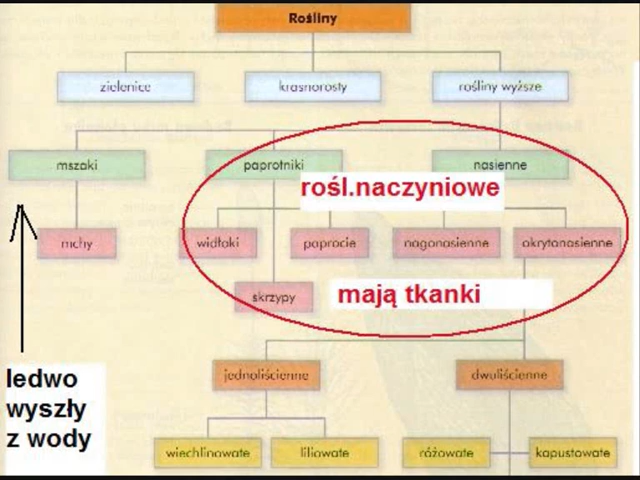 Rośliny
zielenice krasnorosty rośliny wyższe
mszaki paprotniki nasienne
rośl.naczyniowe
mchy widłaki paprocie nagonasienne okrytonasienne
skrzypy mają tkanki
ledwo
wyszły
z wody
jednoliścienne dwuliścienne
wiechlinowate liliowate różowate kapustowate